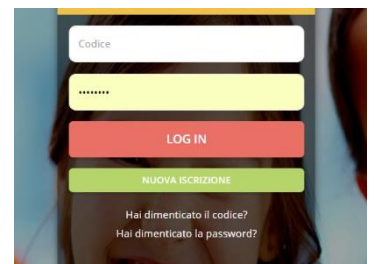 Codice
••••••••
LOG IN
NUOVA ISCRIZIONE
Hai dimenticato il codice?
Hai dimenticato la password?